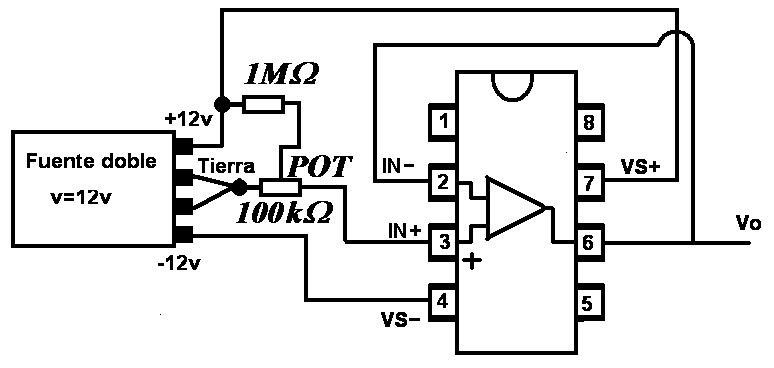 1MΩ
+12v
1
8
Fuente doble
v=12v
Tierra
POT
IN−
2
7
VS+
100kΩ
IN+
3
+
6
Vo
-12v
4
VS−
5